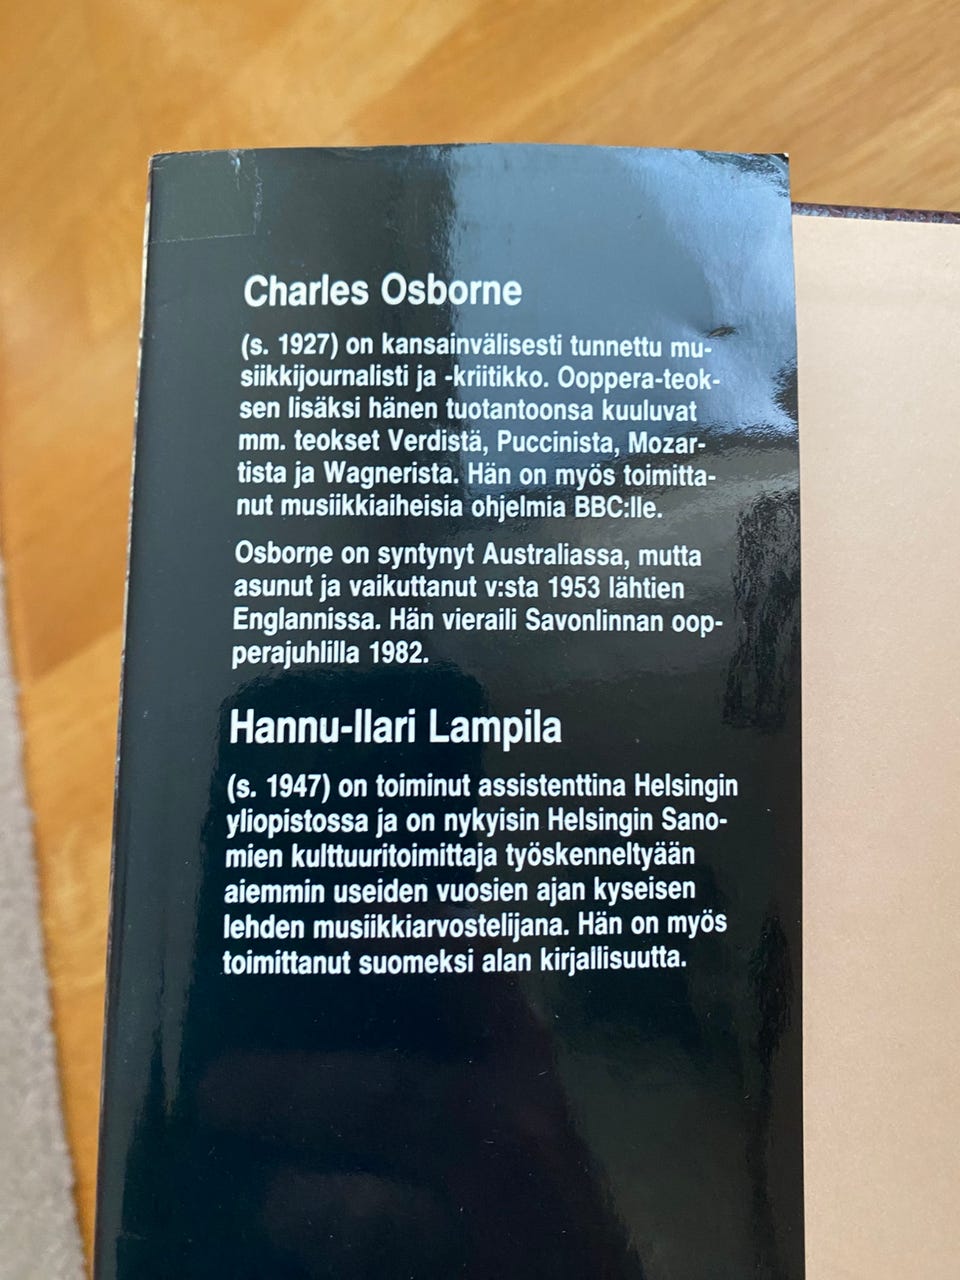 Charles Osborne
(s. 1927) on kansainvälisesti tunnettu mu-
siikkijournalisti ja -kriitikko. Ooppera-teok-
sen lisäksi hänen tuotantoonsa kuuluvat
mm. teokset Verdistä, Puccinista, Mozar-
tista ja Wagnerista. Hän on myös toimitta-
nut musiikkiaiheisia ohjelmia BBC:lle.
Osborne on syntynyt Australiassa, mutta
asunut ja vaikuttanut v:sta 1953 lähtien
Englannissa. Hän vieraili Savonlinnan oop-
perajuhlilla 1982.
Hannu-Ilari Lampila
(s. 1947) on toiminut assistenttina Helsingin
yliopistossa ja on nykyisin Helsingin Sano-
mien kulttuuritoimittaja työskenneltyään
aiemmin useiden vuosien ajan kyseisen
lehden musiikkiarvostelijana. Hän on myös
toimittanut suomeksi alan kirjallisuutta.